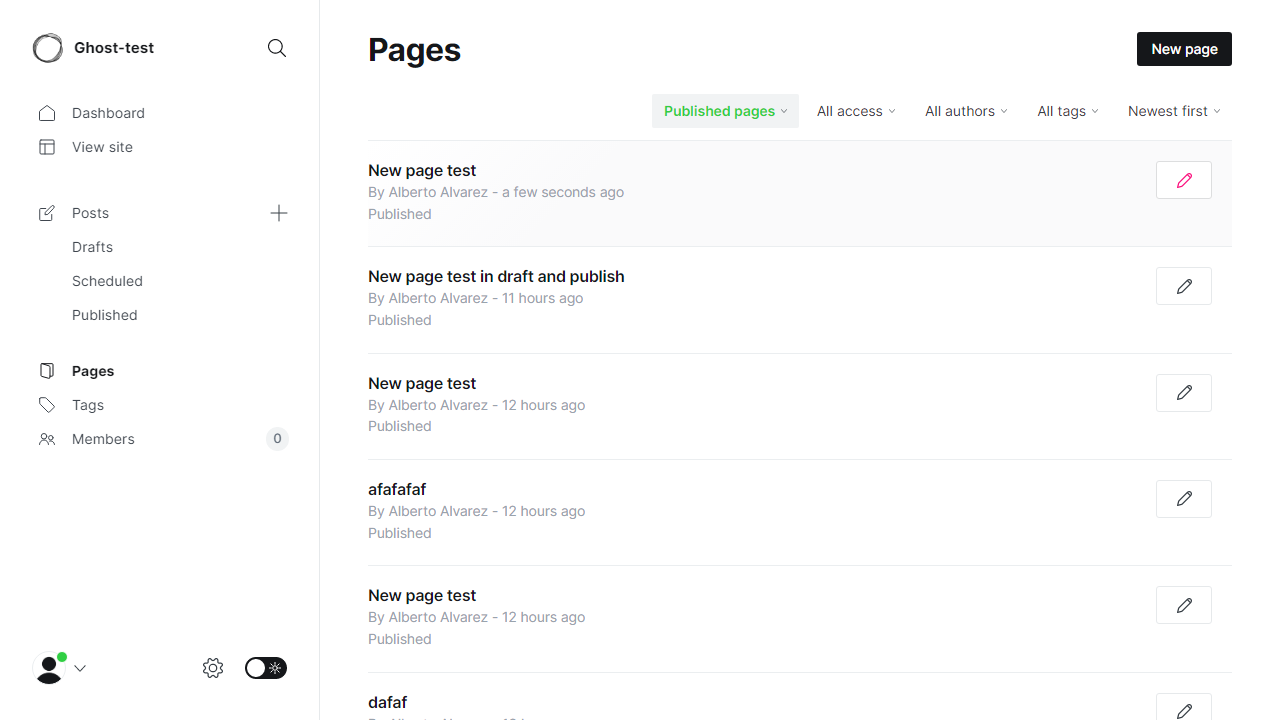 Ghost-test
Dashboard
View site
Posts
Drafts
Scheduled
Published
Pages
Tags
Members 0
Pages
New page
Published pages All access All authors All tags Newest first
New page test
By Alberto Alvarez - a few seconds ago
Published
New page test in draft and publish
By Alberto Alvarez - 11 hours ago
Published
New page test
By Alberto Alvarez - 12 hours ago
Published
afafafaf
By Alberto Alvarez - 12 hours ago
Published
New page test
By Alberto Alvarez - 12 hours ago
Published
dafaf